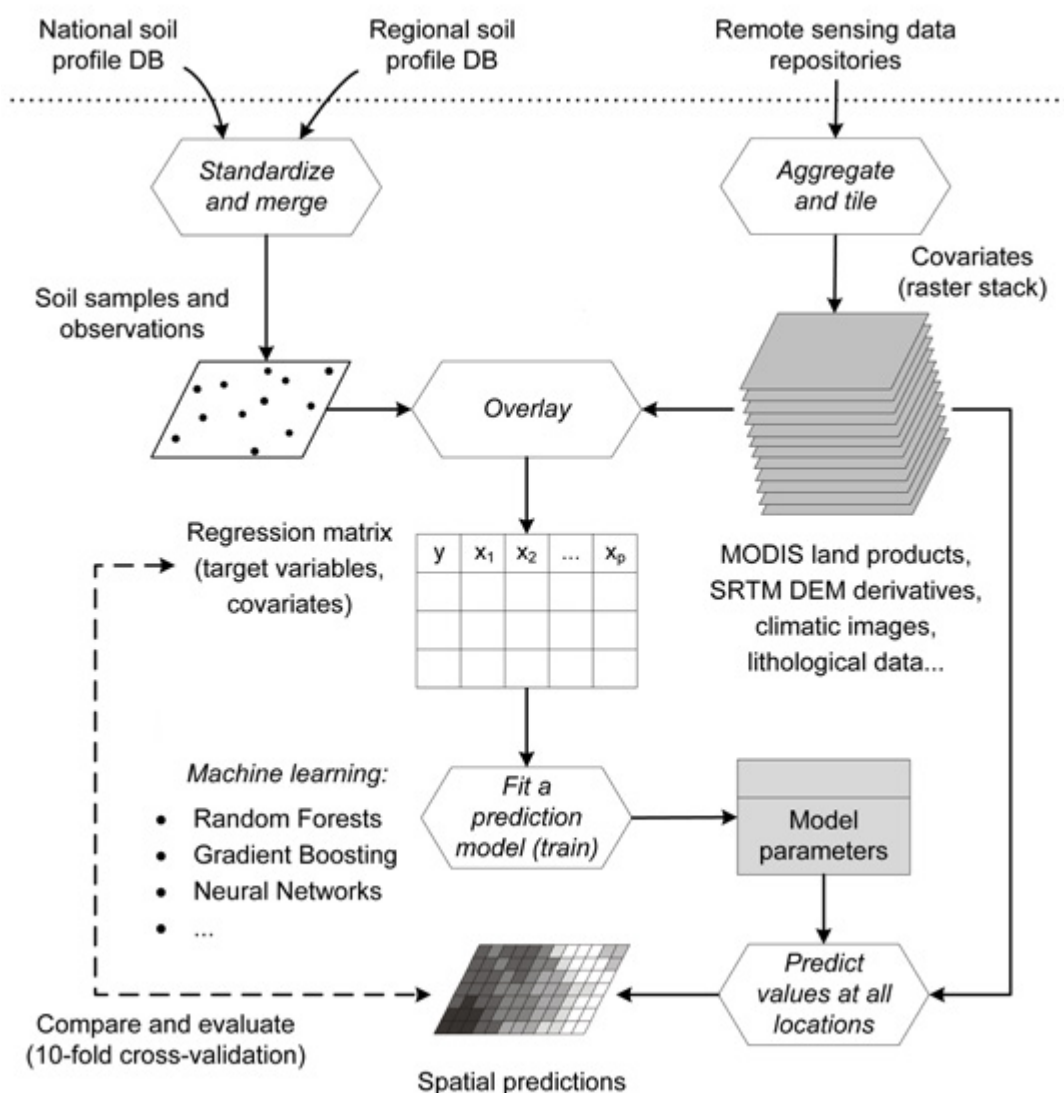 National soil
profile DB
Regional soil
profile DB
Remote sensing data
repositories
Standardize
and merge
Aggregate
and tile
Covariates
(raster stack)
Soil samples and
observations
Overlay
Regression matrix
(target variables,
covariates)
y x1 x2 ... xp
MODIS land products,
SRTM DEM derivatives,
climatic images,
lithological data...
Machine learning:
• Random Forests
• Gradient Boosting
• Neural Networks
• ...
Fit a
prediction
model (train)
Model
parameters
Predict
values at all
locations
Compare and evaluate
(10-fold cross-validation)
Spatial predictions